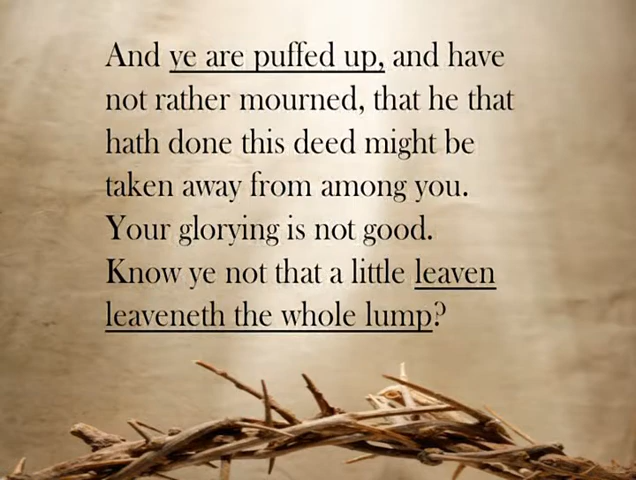 And ye are puffed up, and have
not rather mourned, that he that
hath done this deed might be
taken away from among you.
Your glorying is not good.
Know ye not that a little leaven
leaveneth the whole lump?